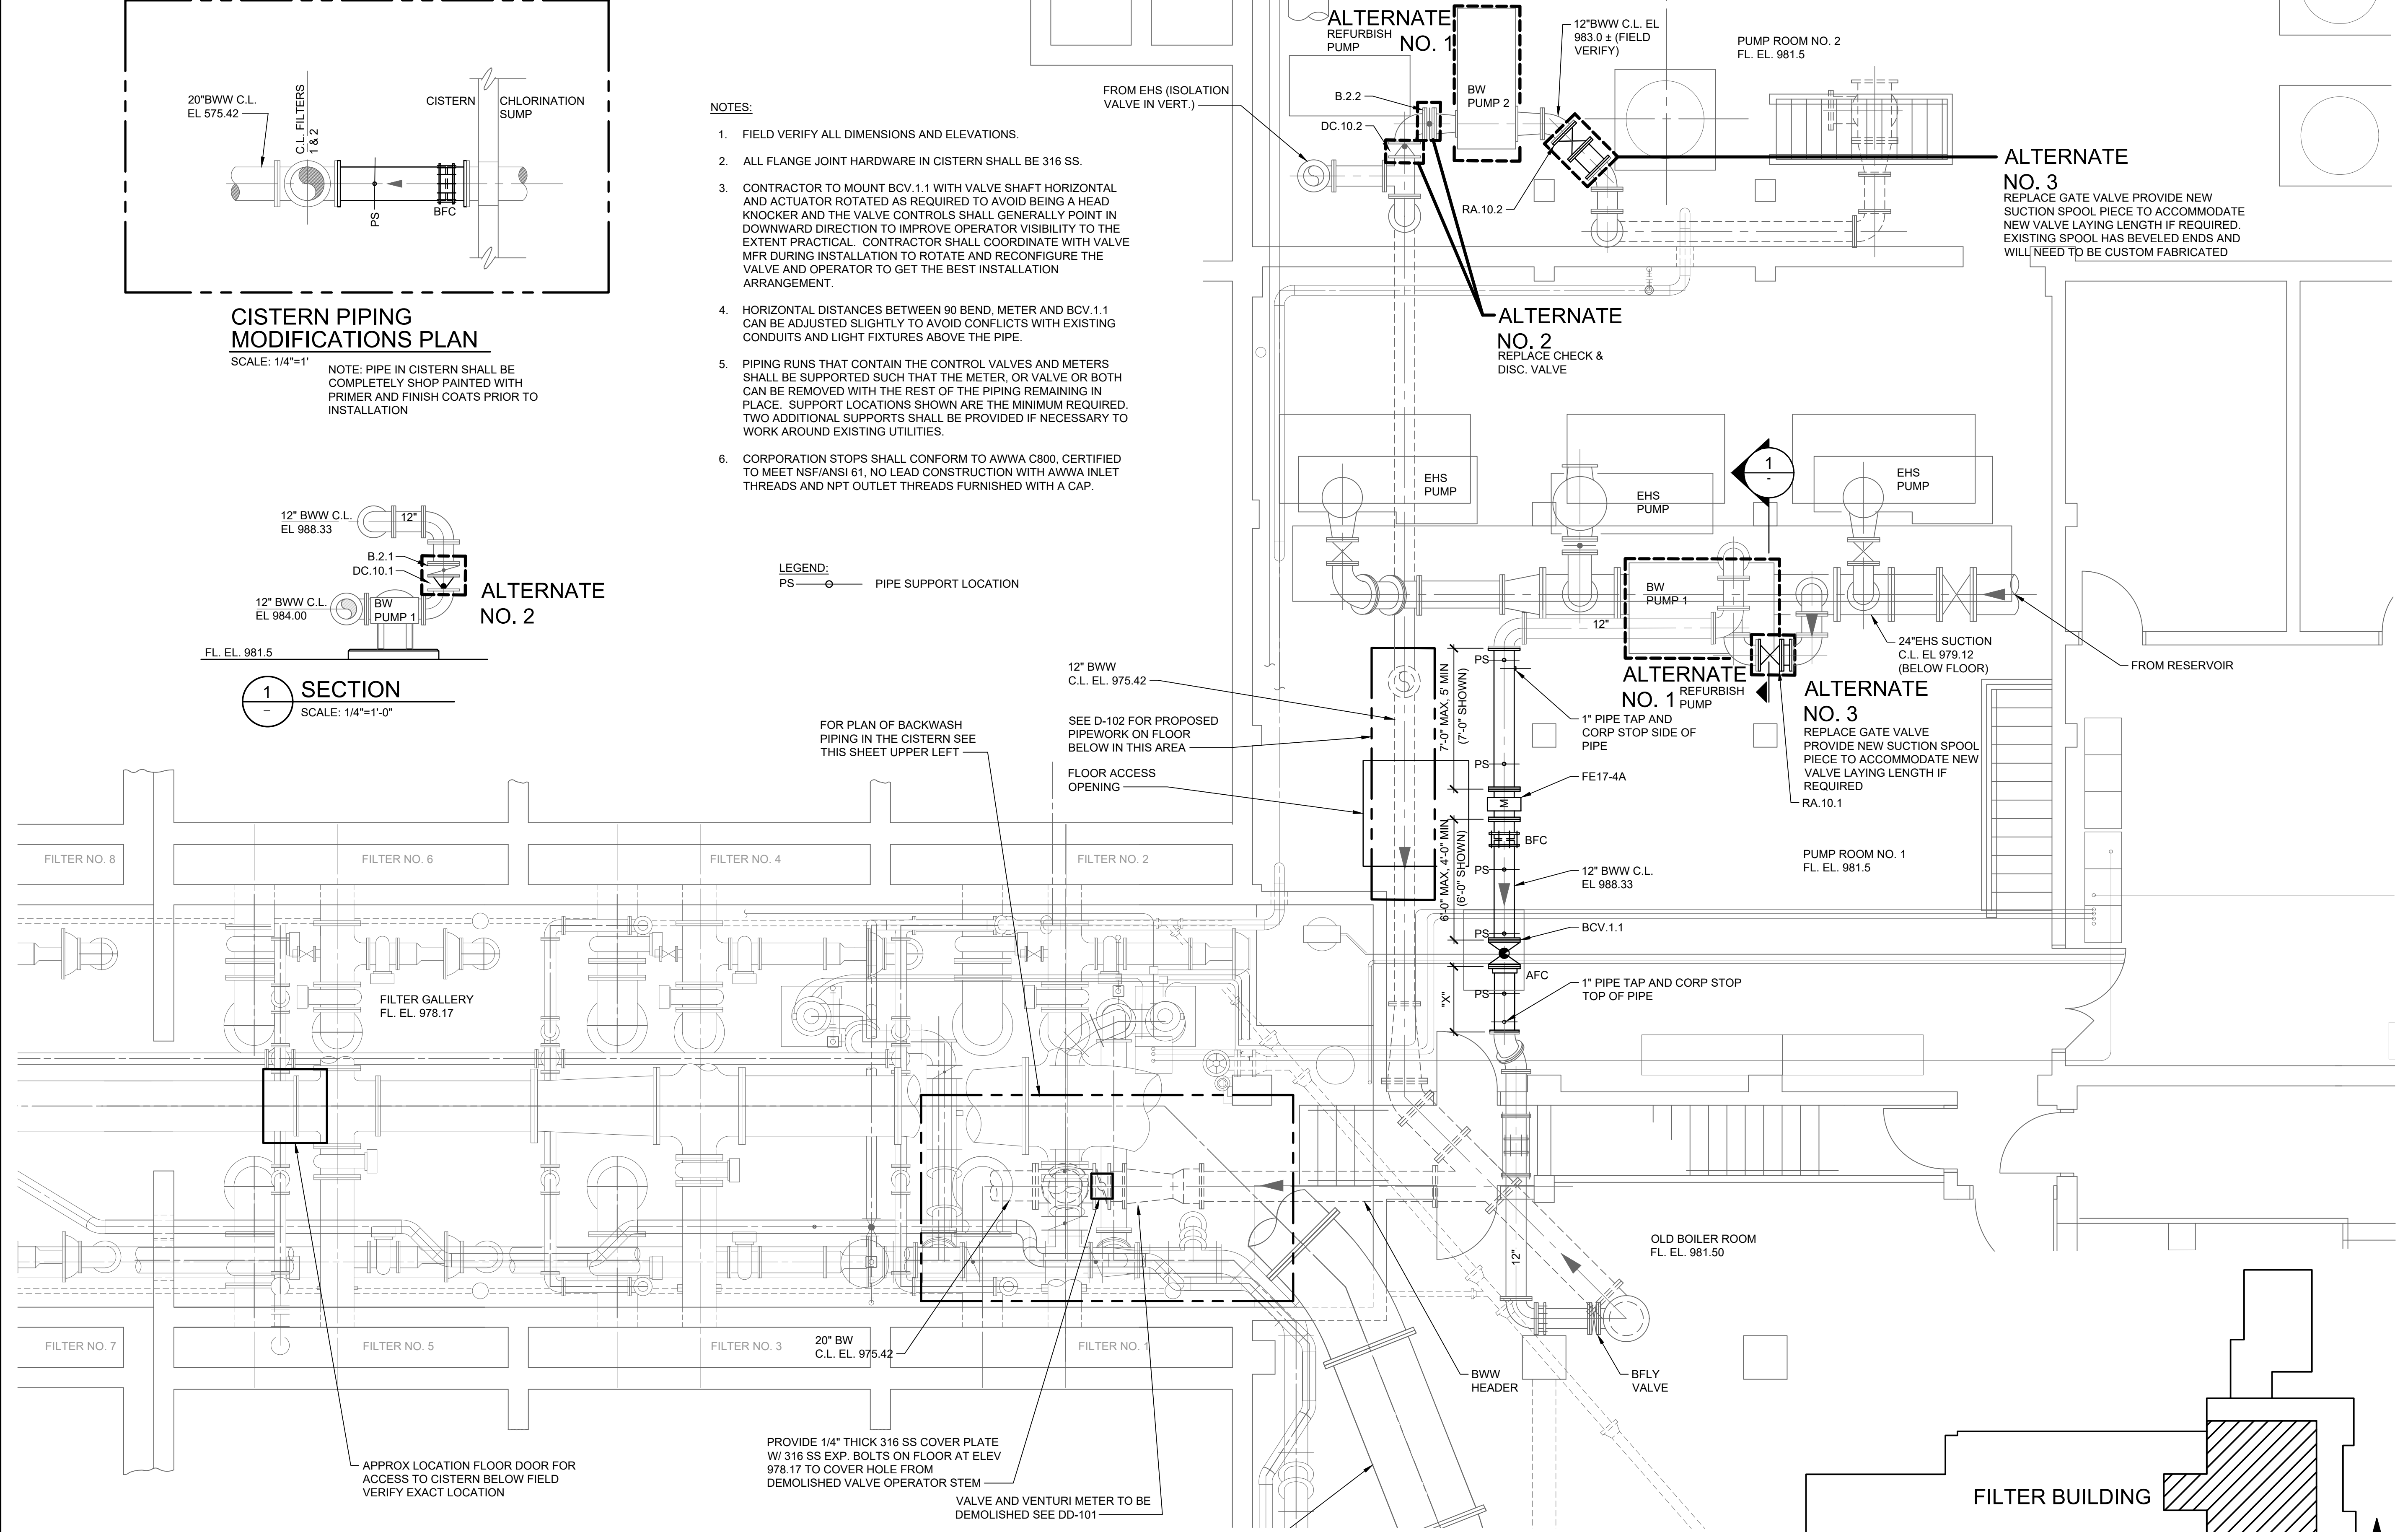 20"BWW C.L.
EL 575.42
C.L. FILTERS
1 & 2
CISTERN
CHLORINATION
SUMP
PS
BFC
CISTERN PIPING
MODIFICATIONS PLAN
SCALE: 1/4"=1'
NOTE: PIPE IN CISTERN SHALL BE
COMPLETELY SHOP PAINTED WITH
PRIMER AND FINISH COATS PRIOR TO
INSTALLATION
NOTES:
1. FIELD VERIFY ALL DIMENSIONS AND ELEVATIONS.
2. ALL FLANGE JOINT HARDWARE IN CISTERN SHALL BE 316 SS.
3. CONTRACTOR TO MOUNT BCV.1.1 WITH VALVE SHAFT HORIZONTAL
AND ACTUATOR ROTATED AS REQUIRED TO AVOID BEING A HEAD
KNOCKER AND THE VALVE CONTROLS SHALL GENERALLY POINT IN
DOWNWARD DIRECTION TO IMPROVE OPERATOR VISIBILITY TO THE
EXTENT PRACTICAL. CONTRACTOR SHALL COORDINATE WITH VALVE
MFR DURING INSTALLATION TO ROTATE AND RECONFIGURE THE
VALVE AND OPERATOR TO GET THE BEST INSTALLATION
ARRANGEMENT.
4. HORIZONTAL DISTANCES BETWEEN 90 BEND, METER AND BCV.1.1
CAN BE ADJUSTED SLIGHTLY TO AVOID CONFLICTS WITH EXISTING
CONDUITS AND LIGHT FIXTURES ABOVE THE PIPE.
5. PIPING RUNS THAT CONTAIN THE CONTROL VALVES AND METERS
SHALL BE SUPPORTED SUCH THAT THE METER, OR VALVE OR BOTH
CAN BE REMOVED WITH THE REST OF THE PIPING REMAINING IN
PLACE. SUPPORT LOCATIONS SHOWN ARE THE MINIMUM REQUIRED.
TWO ADDITIONAL SUPPORTS SHALL BE PROVIDED IF NECESSARY TO
WORK AROUND EXISTING UTILITIES.
6. CORPORATION STOPS SHALL CONFORM TO AWWA C800, CERTIFIED
TO MEET NSF/ANSI 61, NO LEAD CONSTRUCTION WITH AWWA INLET
THREADS AND NPT OUTLET THREADS FURNISHED WITH A CAP.
LEGEND:
PS PIPE SUPPORT LOCATION
12" BWW C.L.
EL 988.33
12"
B.2.1
DC.10.1
12" BWW C.L.
EL 984.00
BW
PUMP 1
ALTERNATE
NO. 2
FL. EL. 981.5
1
–
SECTION
SCALE: 1/4"=1'-0"
ALTERNATE
NO. 1
REFURBISH
PUMP
FROM EHS (ISOLATION
VALVE IN VERT.)
B.2.2
DC.10.2
BW
PUMP 2
12"BWW C.L. EL
983.0 ± (FIELD
VERIFY)
PUMP ROOM NO. 2
FL. EL. 981.5
RA.10.2
ALTERNATE
NO. 3
REPLACE GATE VALVE PROVIDE NEW
SUCTION SPOOL PIECE TO ACCOMMODATE
NEW VALVE LAYING LENGTH IF REQUIRED.
EXISTING SPOOL HAS BEVELED ENDS AND
WILL NEED TO BE CUSTOM FABRICATED
ALTERNATE
NO. 2
REPLACE CHECK &
DISC. VALVE
EHS
PUMP
EHS
PUMP
1
-
EHS
PUMP
BW
PUMP 1
12"
24"EHS SUCTION
C.L. EL 979.12
(BELOW FLOOR)
FROM RESERVOIR
ALTERNATE
NO. 1
REFURBISH
PUMP
ALTERNATE
NO. 3
REPLACE GATE VALVE
PROVIDE NEW SUCTION SPOOL
PIECE TO ACCOMMODATE NEW
VALVE LAYING LENGTH IF
REQUIRED
RA.10.1
12" BWW
C.L. EL. 975.42
SEE D-102 FOR PROPOSED
PIPEWORK ON FLOOR
BELOW IN THIS AREA
FLOOR ACCESS
OPENING
FOR PLAN OF BACKWASH
PIPING IN THE CISTERN SEE
THIS SHEET UPPER LEFT
7'-0" MAX, 5' MIN
(7'-0" SHOWN)
PS
1" PIPE TAP AND
CORP STOP SIDE OF
PIPE
PS
FE17-4A
M
6'-0" MAX, 4'-0" MIN
(6'-0" SHOWN)
BFC
PS
12" BWW C.L.
EL 988.33
PS
BCV.1.1
AFC
"X"
PS
1" PIPE TAP AND CORP STOP
TOP OF PIPE
PUMP ROOM NO. 1
FL. EL. 981.5
FILTER NO. 8
FILTER NO. 6
FILTER NO. 4
FILTER NO. 2
FILTER GALLERY
FL. EL. 978.17
FILTER NO. 7
FILTER NO. 5
FILTER NO. 3
FILTER NO. 1
20" BW
C.L. EL. 975.42
OLD BOILER ROOM
FL. EL. 981.50
12"
BWW
HEADER
BFLY
VALVE
APPROX LOCATION FLOOR DOOR FOR
ACCESS TO CISTERN BELOW FIELD
VERIFY EXACT LOCATION
PROVIDE 1/4" THICK 316 SS COVER PLATE
W/ 316 SS EXP. BOLTS ON FLOOR AT ELEV
978.17 TO COVER HOLE FROM
DEMOLISHED VALVE OPERATOR STEM
VALVE AND VENTURI METER TO BE
DEMOLISHED SEE DD-101
FILTER BUILDING